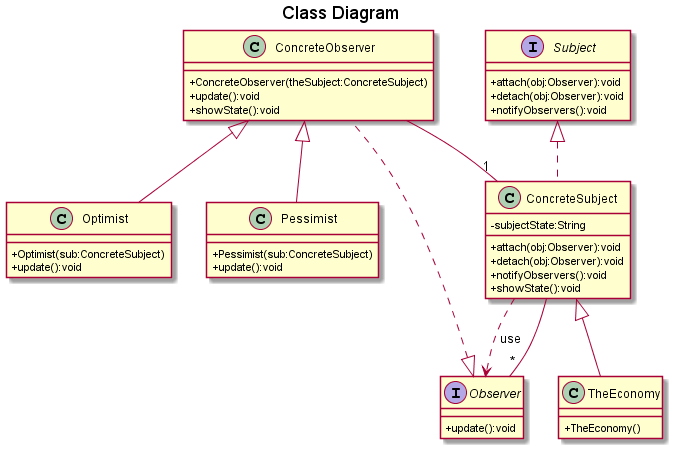 Class Diagram
C ConcreteObserver
+ConcreteObserver(theSubject:ConcreteSubject)
+update():void
+showState():void
I Subject
+attach(obj:Observer):void
+detach(obj:Observer):void
+notifyObservers():void
1
C Optimist
+Optimist(sub:ConcreteSubject)
+update():void
C Pessimist
+Pessimist(sub:ConcreteSubject)
+update():void
C ConcreteSubject
-subjectState:String
+attach(obj:Observer):void
+detach(obj:Observer):void
+notifyObservers():void
+showState():void
use
*
I Observer
+update():void
C TheEconomy
+TheEconomy()